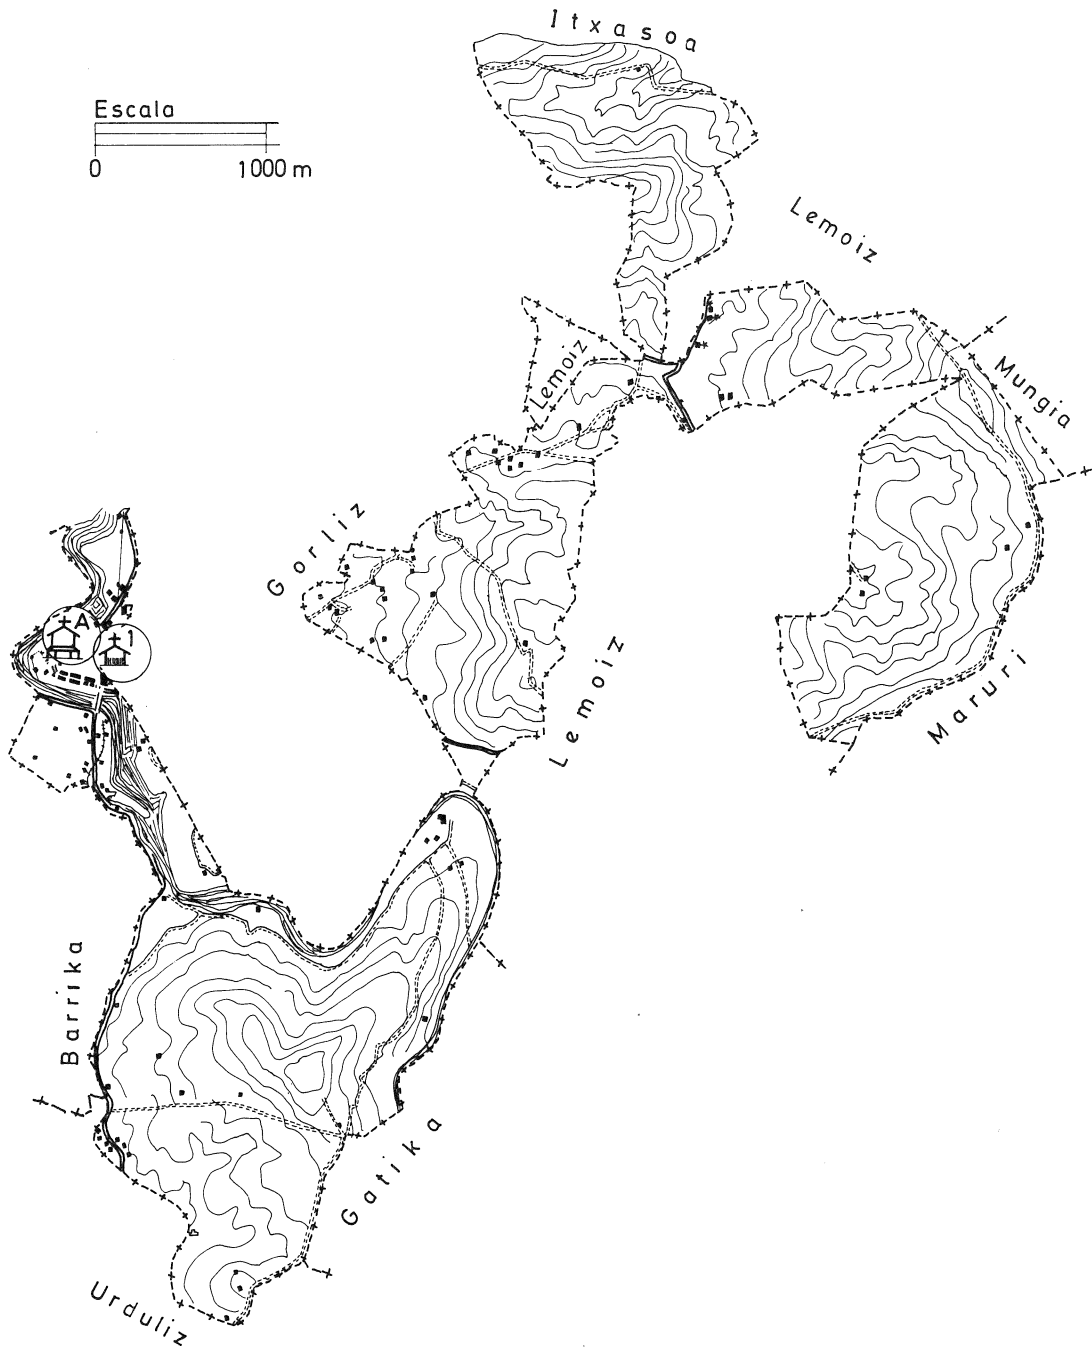 Itxasoa
Escala
0 1000 m
Lemoiz
Lemoiz
Mungia
Gorliz
A
1
Lemoiz
Maruri
Barrika
Gatika
Urduliz